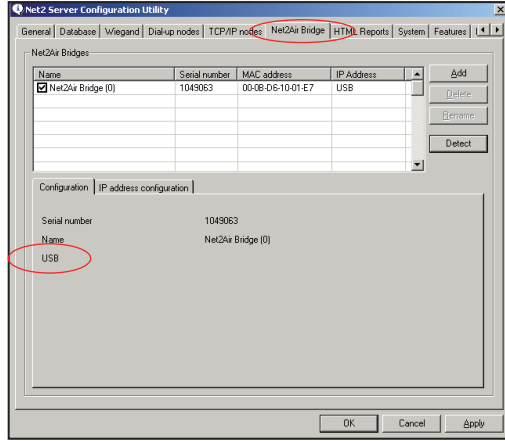 Net2 Server Configuration Utility
General Database Wiegand Dial-up nodes TCP/IP nodes Net2Air Bridge HTML Reports System Features
Net2Air Bridges
Name Serial number MAC address IP Address
Net2Air Bridge (0) 1049063 00-0B-D6-10-01-E7 USB
Add
Delete
Rename
Detect
Configuration IP address configuration
Serial number 1049063
Name Net2Air Bridge (0)
USB
OK Cancel Apply